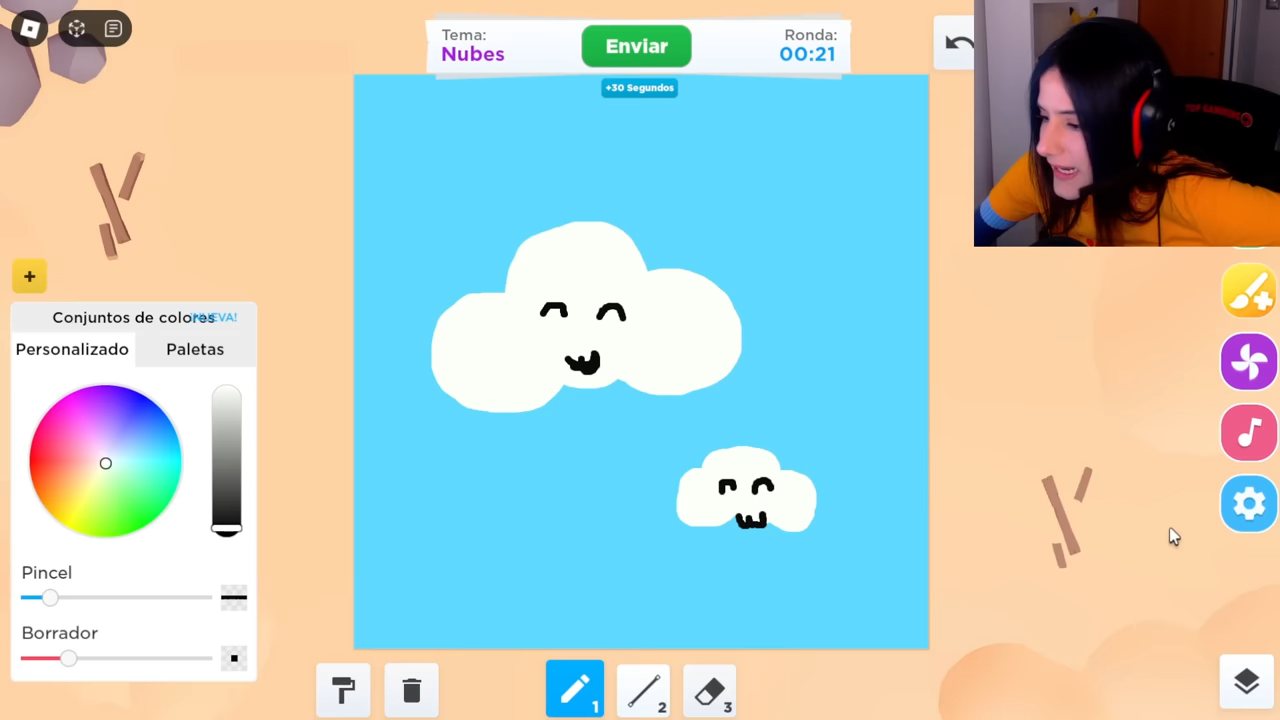 Tema:
Nubes
Enviar
Ronda:
00:21
+30 Segundos
+
Conjuntos de colores
¡NUEVA!
Personalizado
Paletas
Pincel
Borrador
1
2
3